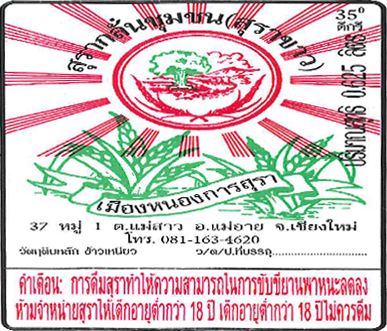 สุรากลั่นชุมชน(สุราขาว)
35°
ดีกรี
ปริมาณสุทธิ 0.625 ลิตร
เมืองหนองการสุรา
37 หมู่ 1 ต.แม่สาว อ.แม่อาย จ.เชียงใหม่
โทร. 081-163-4620
วัตถุดิบหลัก ข้าวเหนียว ว/ด/ป.ที่บรรจุ
คำเตือน: การดื่มสุราทำให้ความสามารถในการขับขี่ยานพาหนะลดลง
ห้ามจำหน่ายสุราให้เด็กอายุต่ำกว่า 18 ปี เด็กอายุต่ำกว่า 18 ปีไม่ควรดื่ม